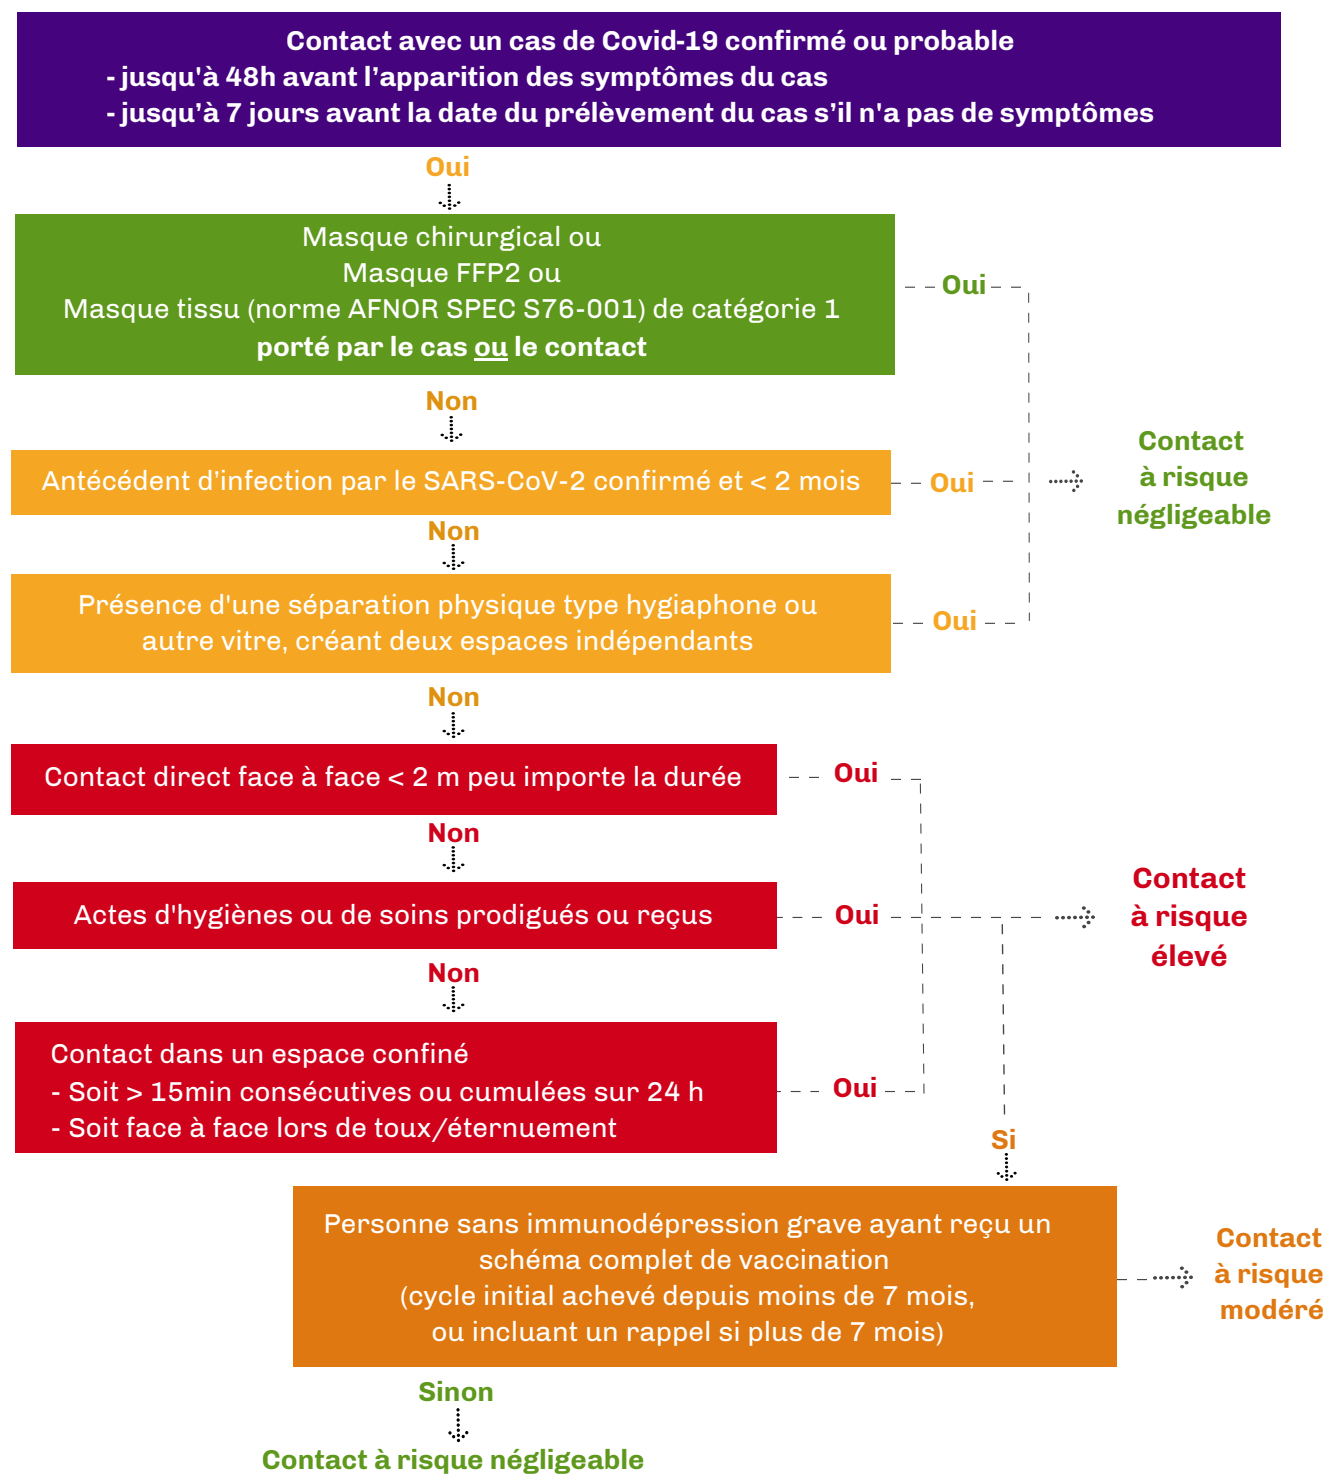 Contact avec un cas de Covid-19 confirmé ou probable
- jusqu'à 48h avant l’apparition des symptômes du cas
- jusqu’à 7 jours avant la date du prélèvement du cas s’il n'a pas de symptômes
Oui
Masque chirurgical ou
Masque FFP2 ou
Masque tissu (norme AFNOR SPEC S76-001) de catégorie 1
porté par le cas ou le contact
Oui
Non
Antécédent d’infection par le SARS-CoV-2 confirmé et < 2 mois
Oui
Contact
à risque
négligeable
Non
Présence d'une séparation physique type hygiaphone ou
autre vitre, créant deux espaces indépendants
Oui
Non
Contact direct face à face < 2 m peu importe la durée
Oui
Non
Actes d'hygiènes ou de soins prodigués ou reçus
Oui
Contact
à risque
élevé
Non
Contact dans un espace confiné
- Soit > 15min consécutives ou cumulées sur 24 h
- Soit face à face lors de toux/éternuement
Oui
Si
Personne sans immunodépression grave ayant reçu un
schéma complet de vaccination
(cycle initial achevé depuis moins de 7 mois,
ou incluant un rappel si plus de 7 mois)
Contact
à risque
modéré
Sinon
Contact à risque négligeable